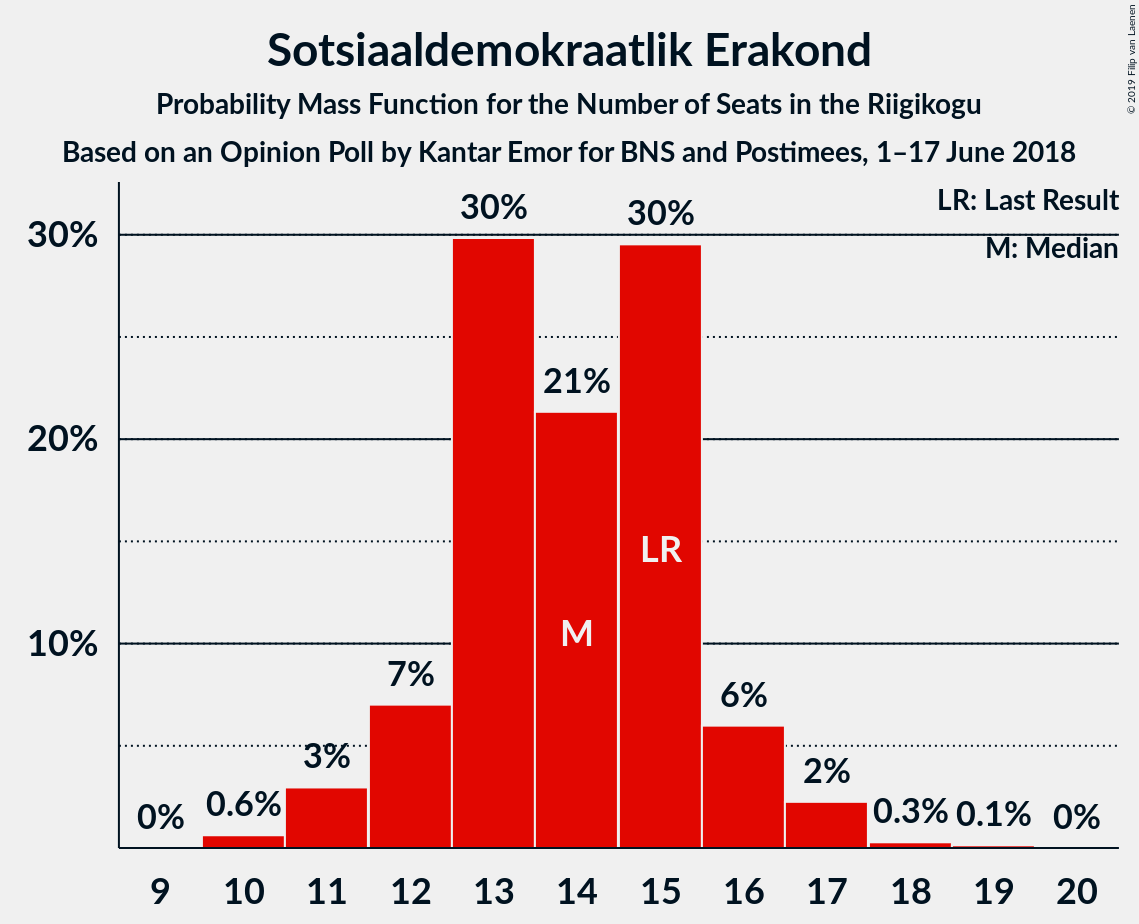 Sotsiaaldemokraatlik Erakond
Probability Mass Function for the Number of Seats in the Riigikogu
Based on an Opinion Poll by Kantar Emor for BNS and Postimees, 1–17 June 2018
© 2019 Filip van Laenen
LR: Last Result
M: Median
30%
20%
10%
0%
0.6%
3%
7%
30%
21%
30%
6%
2%
0.3%
0.1%
0%
LR
M
9 10 11 12 13 14 15 16 17 18 19 20